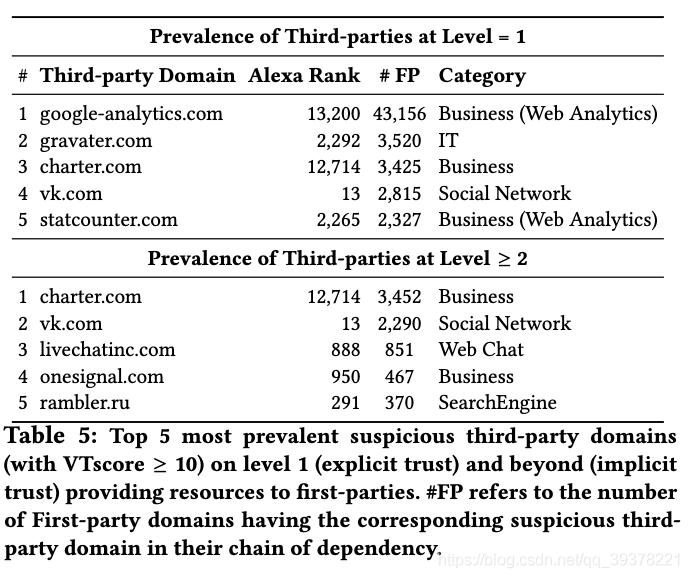 Prevalence of Third-parties at Level = 1
# Third-party Domain Alexa Rank # FP Category
1 google-analytics.com 13,200 43,156 Business (Web Analytics)
2 gravater.com 2,292 3,520 IT
3 charter.com 12,714 3,425 Business
4 vk.com 13 2,815 Social Network
5 statcounter.com 2,265 2,327 Business (Web Analytics)
Prevalence of Third-parties at Level ≥ 2
1 charter.com 12,714 3,452 Business
2 vk.com 13 2,290 Social Network
3 livechatinc.com 888 851 Web Chat
4 onesignal.com 950 467 Business
5 rambler.ru 291 370 SearchEngine
Table 5: Top 5 most prevalent suspicious third-party domains
(with VTscore ≥ 10) on level 1 (explicit trust) and beyond (implicit
trust) providing resources to first-parties. #FP refers to the number
of First-party domains having the corresponding suspicious third-
party domain in their chain of dependency.
https://blog.csdn.net/qq_39378221